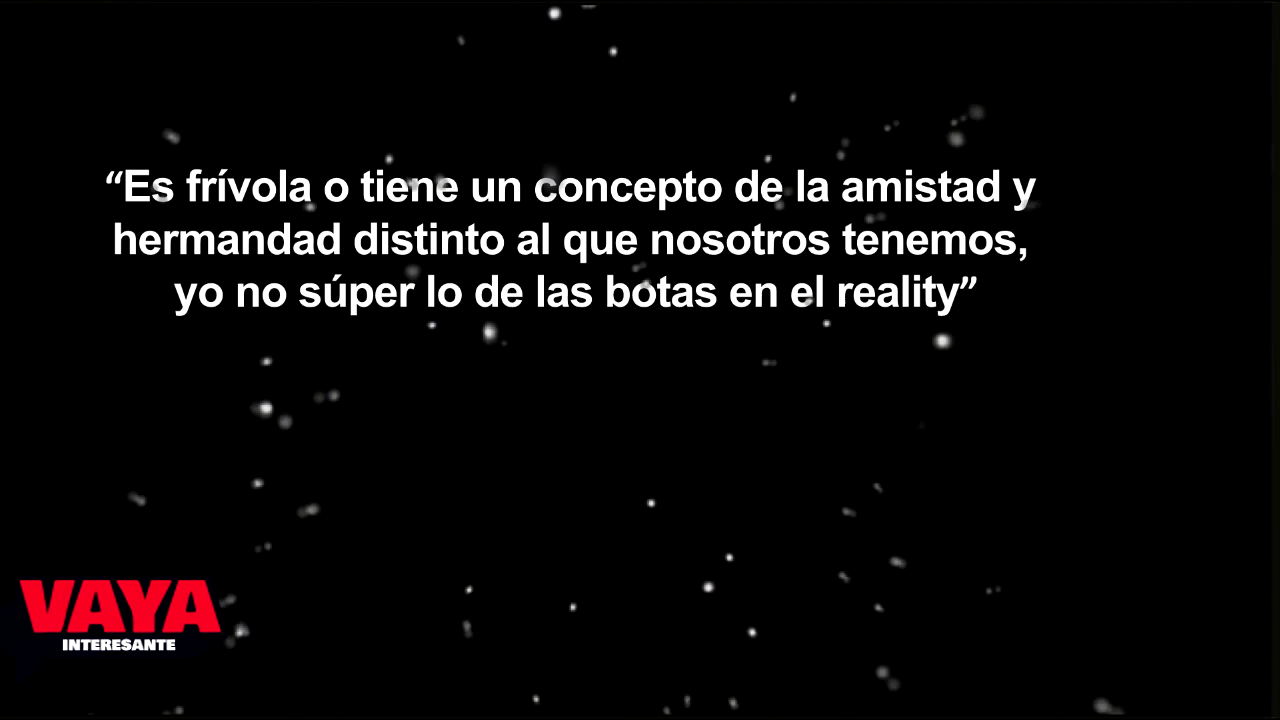 “Es frívola o tiene un concepto de la amistad y
hermandad distinto al que nosotros tenemos,
yo no súper lo de las botas en el reality”
VAYA
INTERESANTE